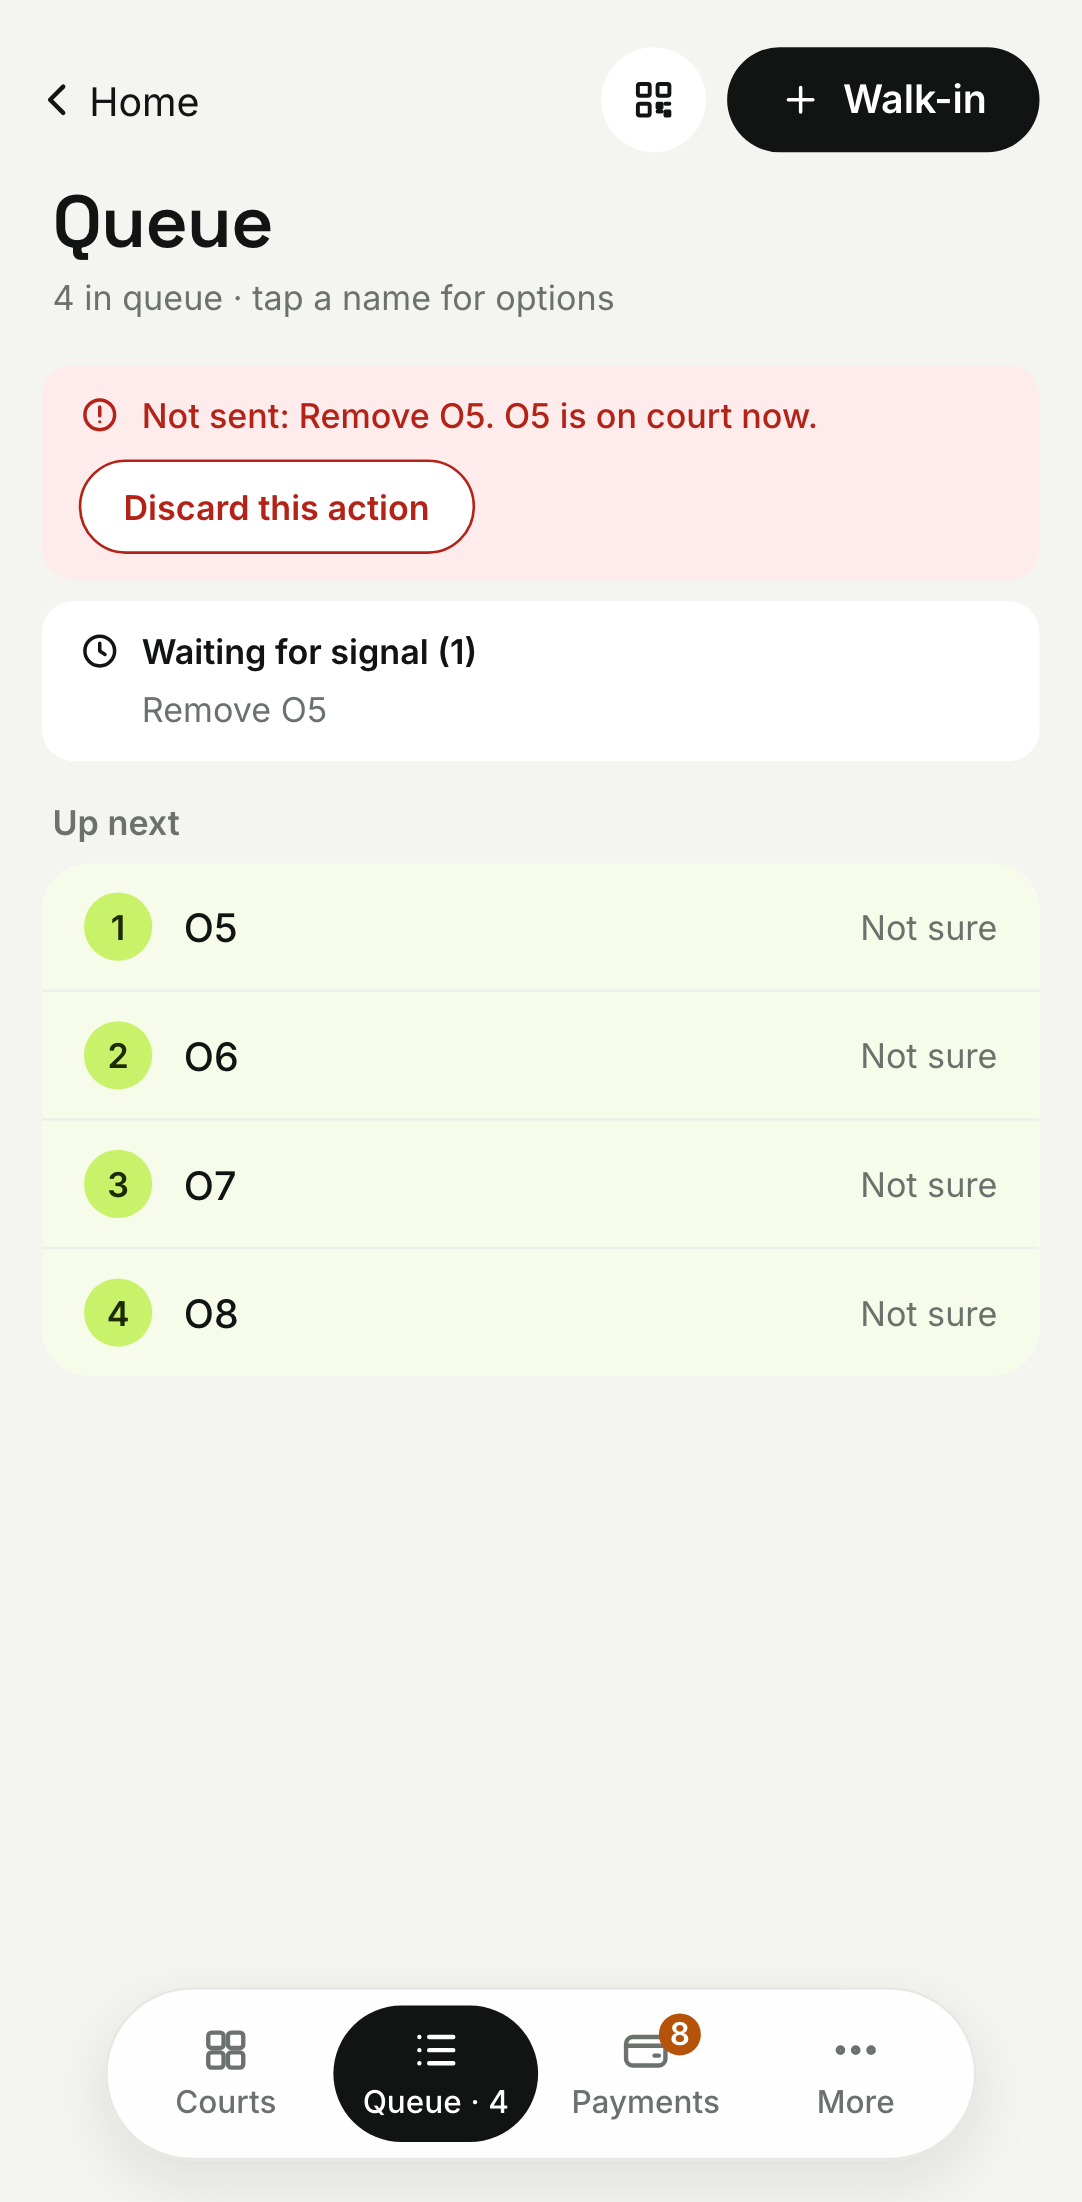 Home
Walk-in
Queue
4 in queue · tap a name for options
Not sent: Remove O5. O5 is on court now.
Discard this action
Waiting for signal (1)
Remove O5
Up next
1 O5 Not sure
2 O6 Not sure
3 O7 Not sure
4 O8 Not sure
8
Courts
Queue · 4
Payments
More